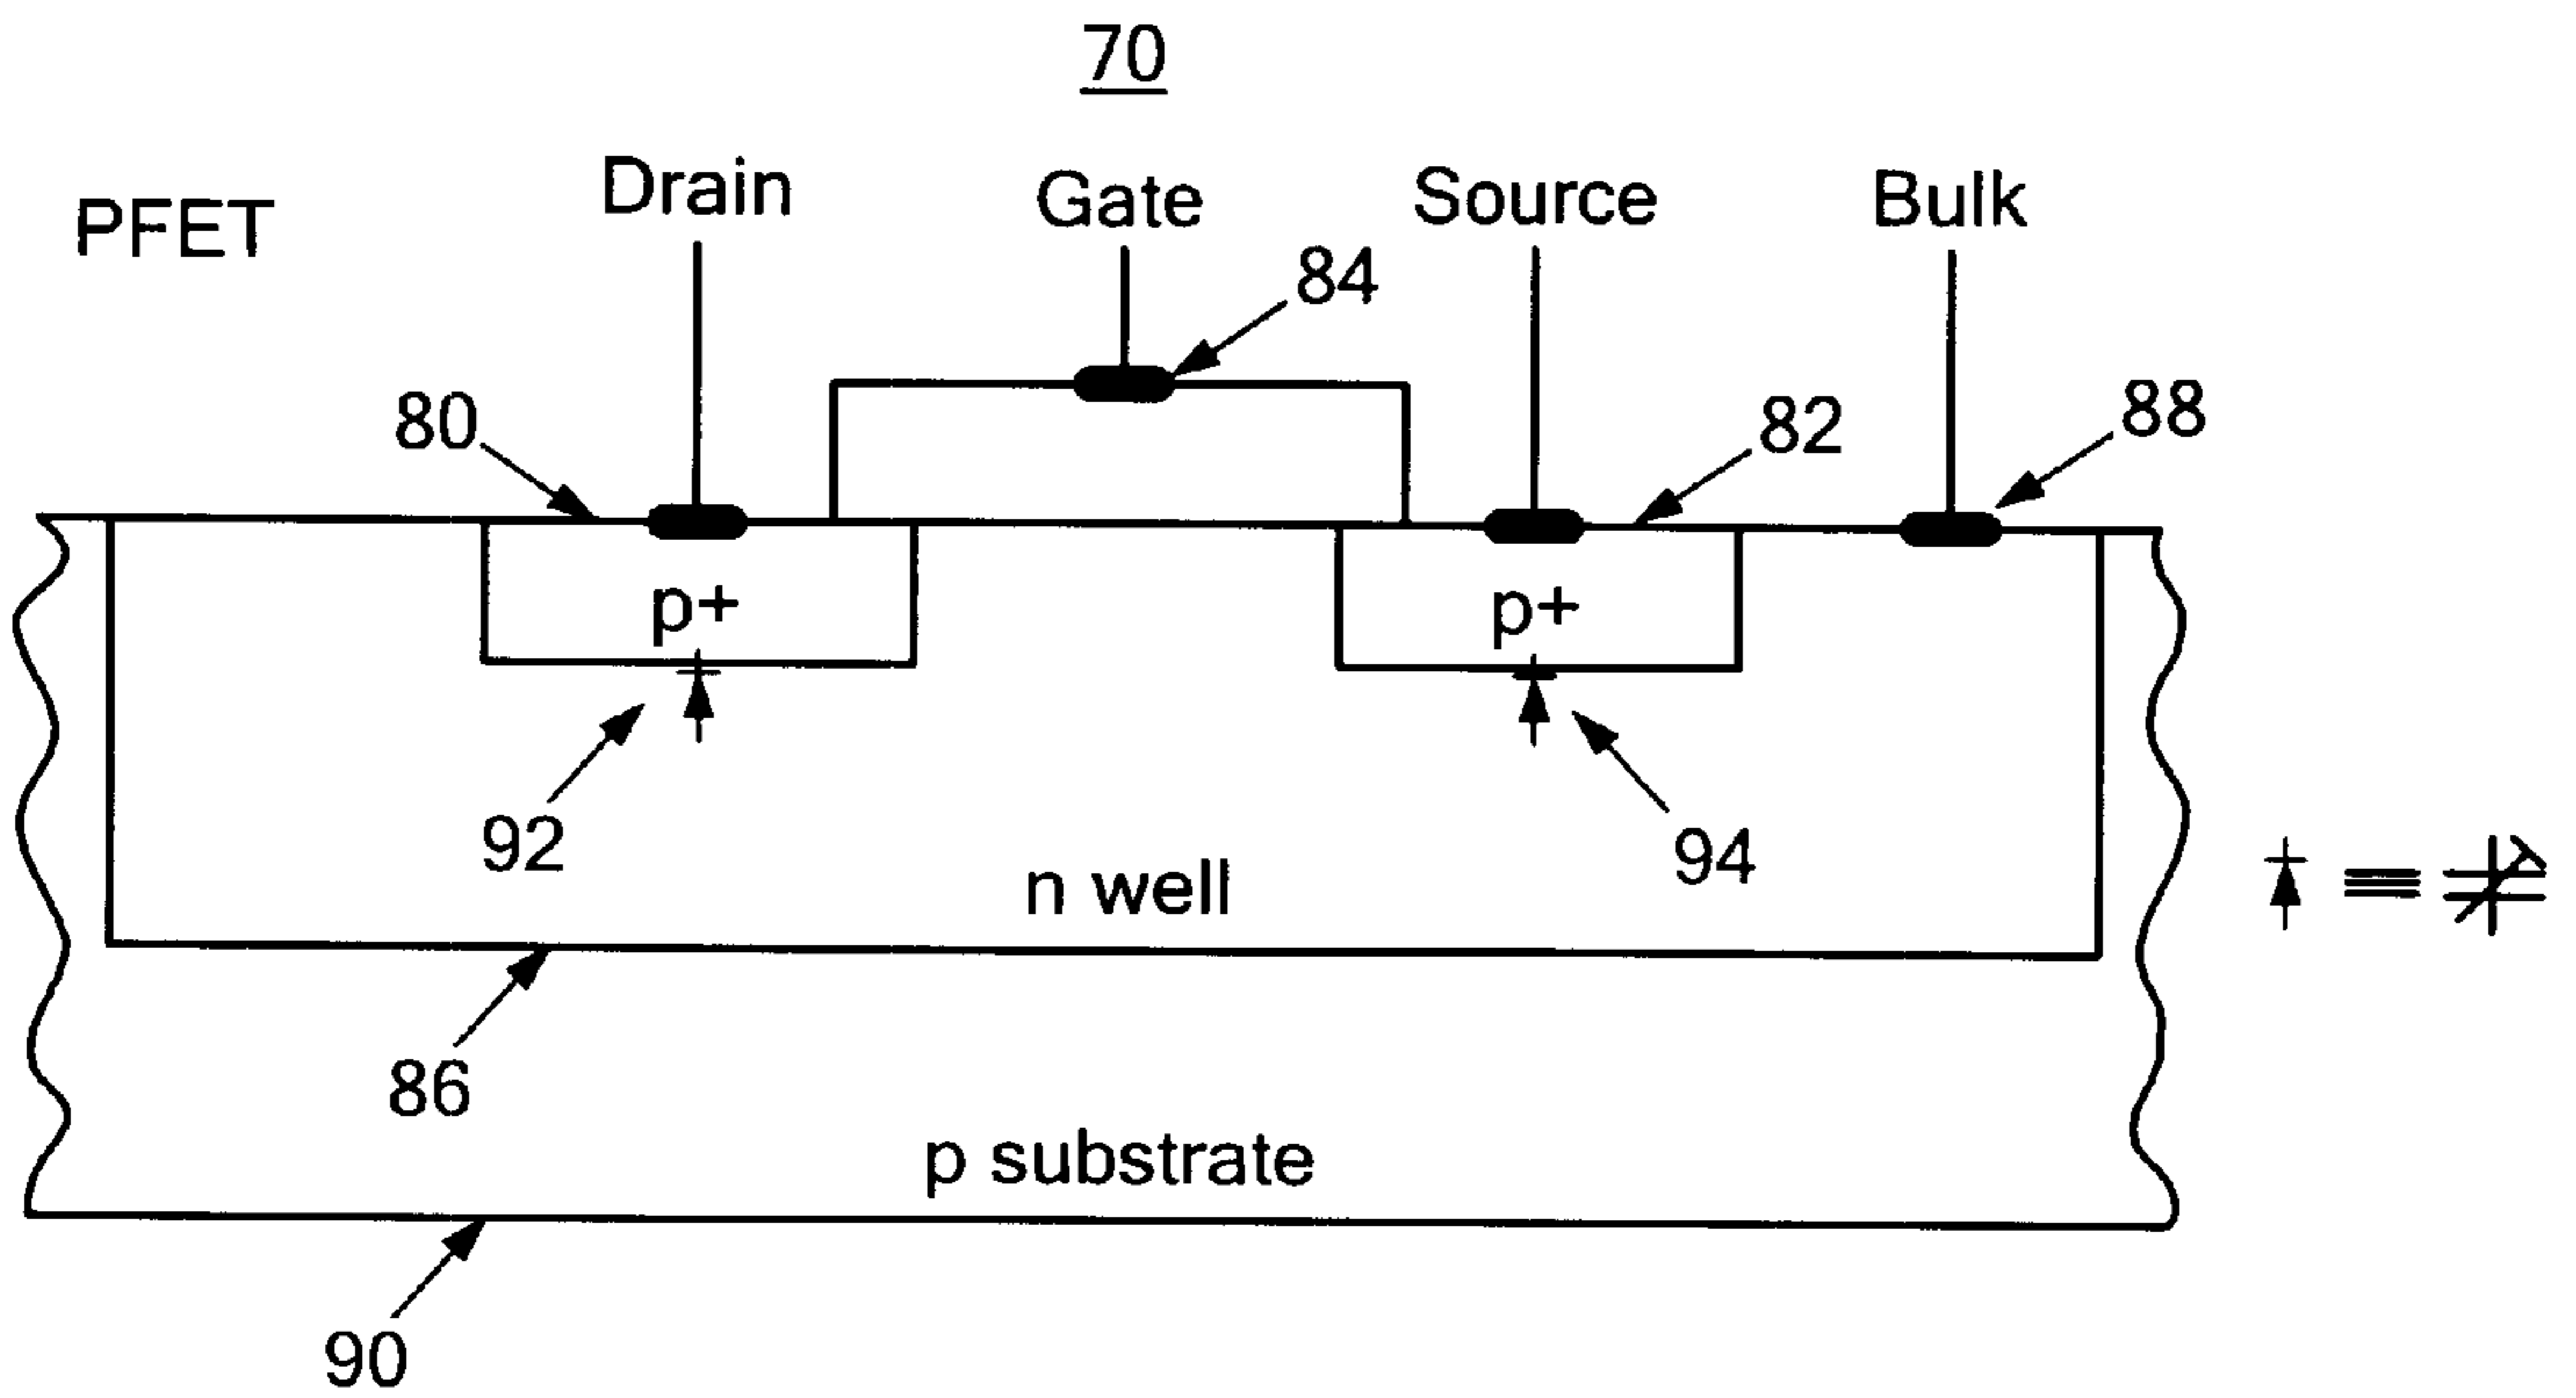 70
PFET
Drain
Gate
Source
Bulk
84
80
82
88
p+
p+
92
94
n well
86
p substrate
90